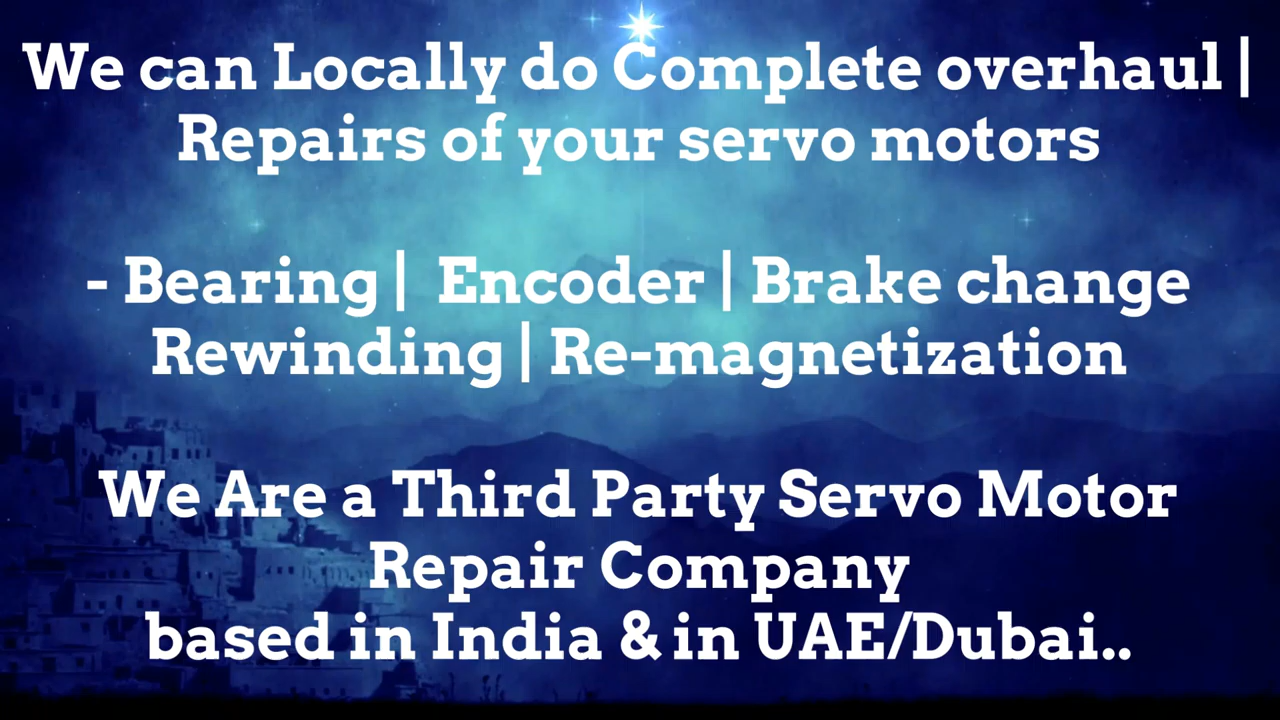 We can Locally do Complete overhaul |
Repairs of your servo motors
- Bearing | Encoder | Brake change
Rewinding | Re-magnetization
We Are a Third Party Servo Motor
Repair Company
based in India & in UAE/Dubai..